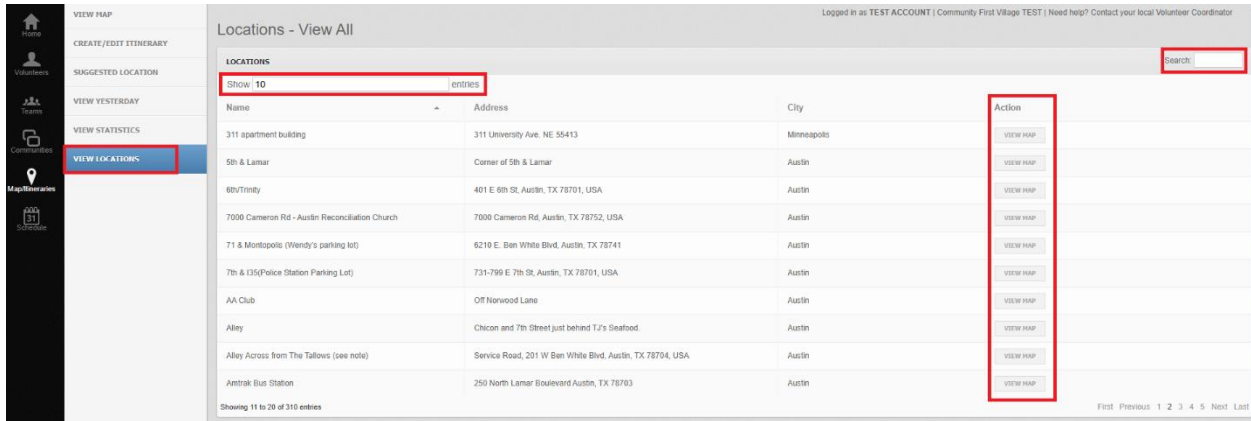 Logged in as TEST ACCOUNT | Community First Village TEST | Need help? Contact your local Volunteer Coordinator
Home
Volunteers
Teams
Communities
Map/Itineraries
31
Schedule
VIEW MAP
CREATE/EDIT ITINERARY
SUGGESTED LOCATION
VIEW YESTERDAY
VIEW STATISTICS
VIEW LOCATIONS
Locations - View All
LOCATIONS
Search:
Show 10 entries
Name Address City Action
311 apartment building 311 University Ave. NE 55413 Minneapolis VIEW MAP
5th & Lamar Corner of 5th & Lamar Austin VIEW MAP
6th/Trinity 401 E 6th St, Austin, TX 78701, USA Austin VIEW MAP
7000 Cameron Rd - Austin Reconciliation Church 7000 Cameron Rd, Austin, TX 78752, USA Austin VIEW MAP
71 & Montopolis (Wendy's parking lot) 6210 E. Ben White Blvd, Austin, TX 78741 Austin VIEW MAP
7th & I35(Police Station Parking Lot) 731-799 E 7th St, Austin, TX 78701, USA Austin VIEW MAP
AA Club Off Norwood Lane Austin VIEW MAP
Alley Chicon and 7th Street just behind TJ's Seafood. Austin VIEW MAP
Alley Across from The Tallows (see note) Service Road, 201 W Ben White Blvd, Austin, TX 78704, USA Austin VIEW MAP
Amtrak Bus Station 250 North Lamar Boulevard Austin, TX 78703 Austin VIEW MAP
Showing 11 to 20 of 310 entries
First Previous 1 2 3 4 5 Next Last